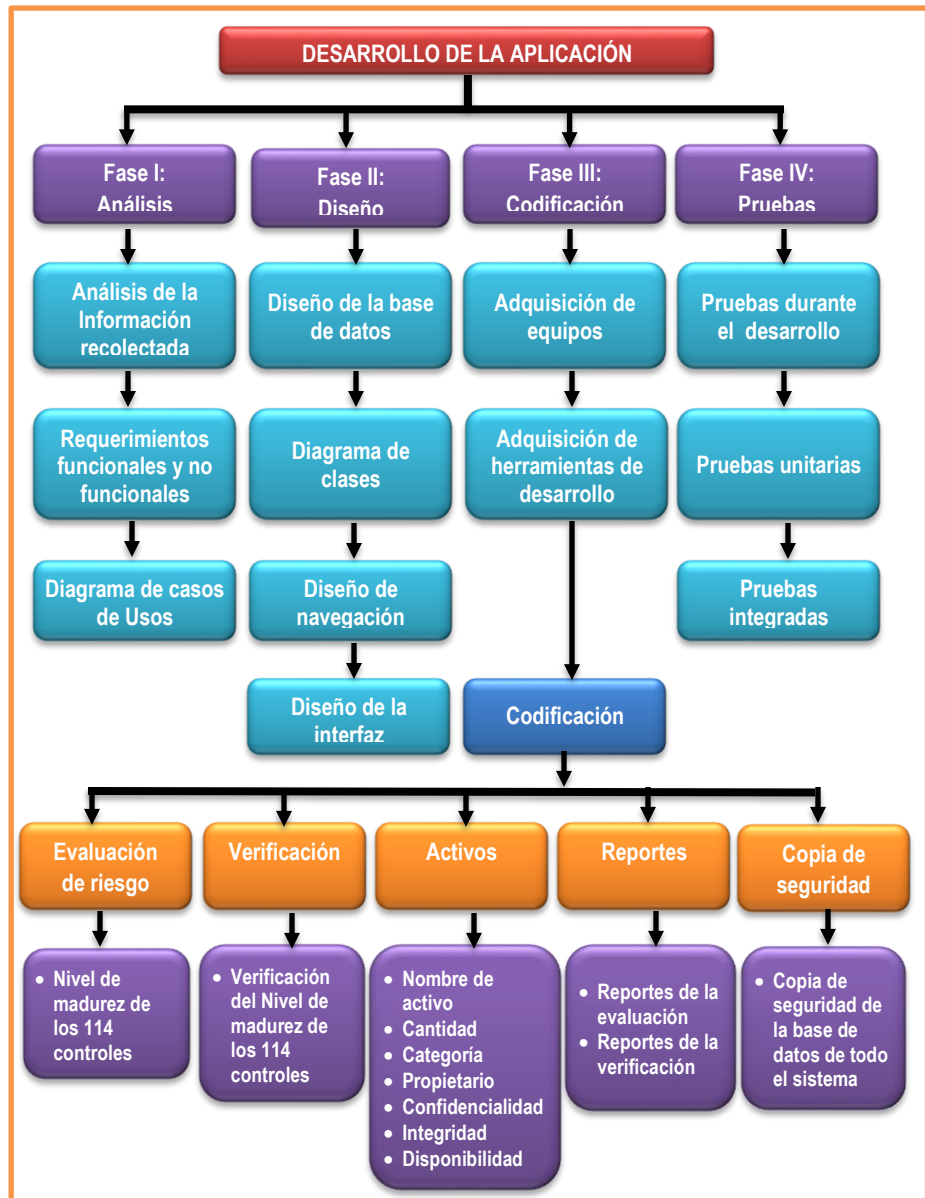 DESARROLLO DE LA APLICACIÓN
Fase I:
Análisis
Fase II:
Diseño
Fase III:
Codificación
Fase IV:
Pruebas
Análisis de la
Información
recolectada
Diseño de la base
de datos
Adquisición de
equipos
Pruebas durante
el desarrollo
Requerimientos
funcionales y no
funcionales
Diagrama de
clases
Adquisición de
herramientas de
desarrollo
Pruebas unitarias
Diagrama de casos
de Usos
Diseño de
navegación
Pruebas
integradas
Diseño de la
interfaz
Codificación
Evaluación
de riesgo
Verificación
Activos
Reportes
Copia de
seguridad
• Nivel de
madurez de
los 114
controles
• Verificación
del Nivel de
madurez de
los 114
controles
• Nombre de
activo
• Cantidad
• Categoría
• Propietario
• Confidencialidad
• Integridad
• Disponibilidad
• Reportes de la
evaluación
• Reportes de la
verificación
• Copia de
seguridad de
la base de
datos de todo
el sistema